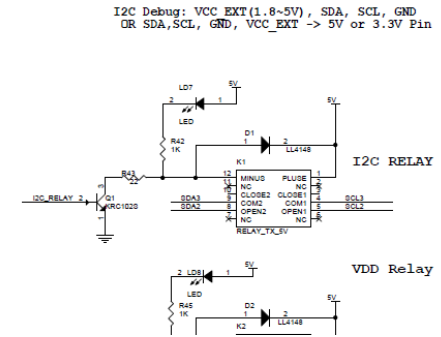 I2C Debug: VCC_EXT(1.8~5V), SDA, SCL, GND
OR SDA,SCL, GND, VCC_EXT -> 5V or 3.3V Pin
5V
LD7
2 1
LED
5V
R42
1K
D1
1 2
LL4148
K1
I2C RELAY
R43
22
12 MINUS PLUSE 1
11 NC NC 2
10 CLOSE2 CLOSE1 3
SDA3 9 COM2 COM1 4 SCL3
SDA2 8 OPEN2 OPEN1 5 SCL2
7 NC NC 6
RELAY_TX_5V
I2C_RELAY 2
3
Q1
KRC102S
1
5V
VDD Relay
2 LD8 1
LED
5V
R45
1K
D2
1 2
LL4148
K2